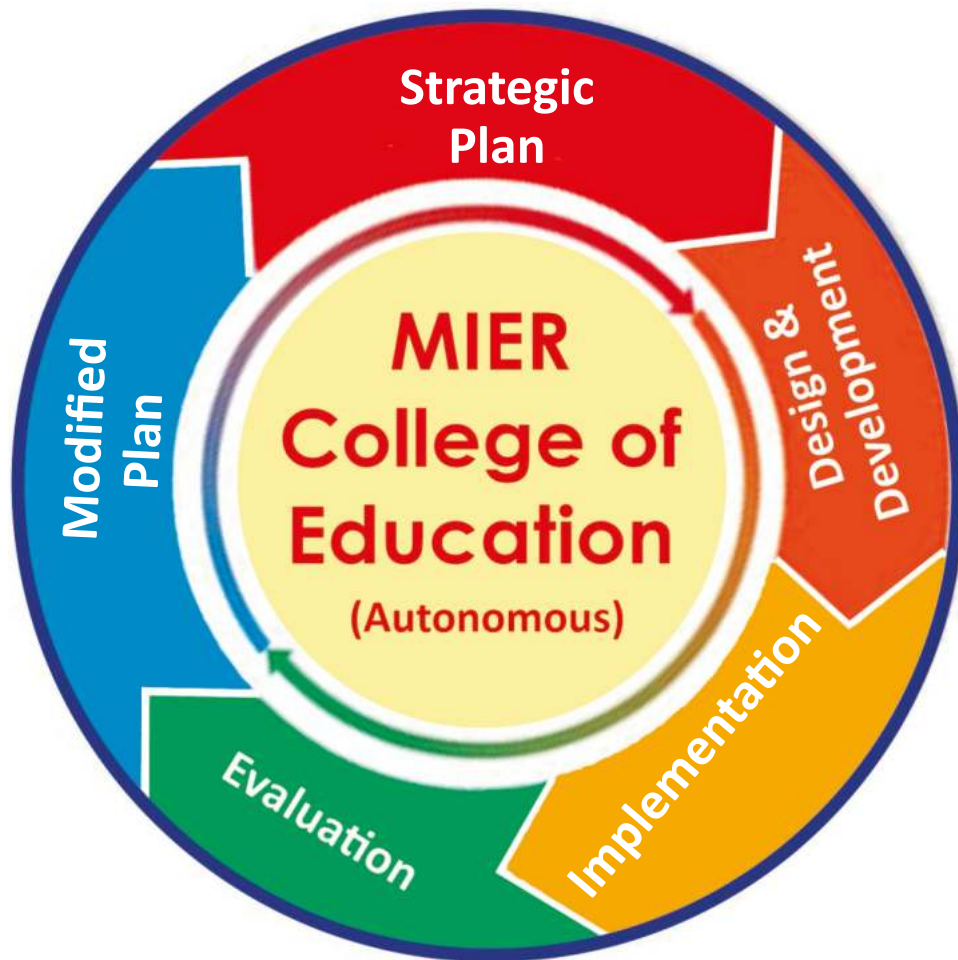 Strategic
Plan
Design &
Development
Implementation
Evaluation
Modified
Plan
MIER
College of
Education
(Autonomous)